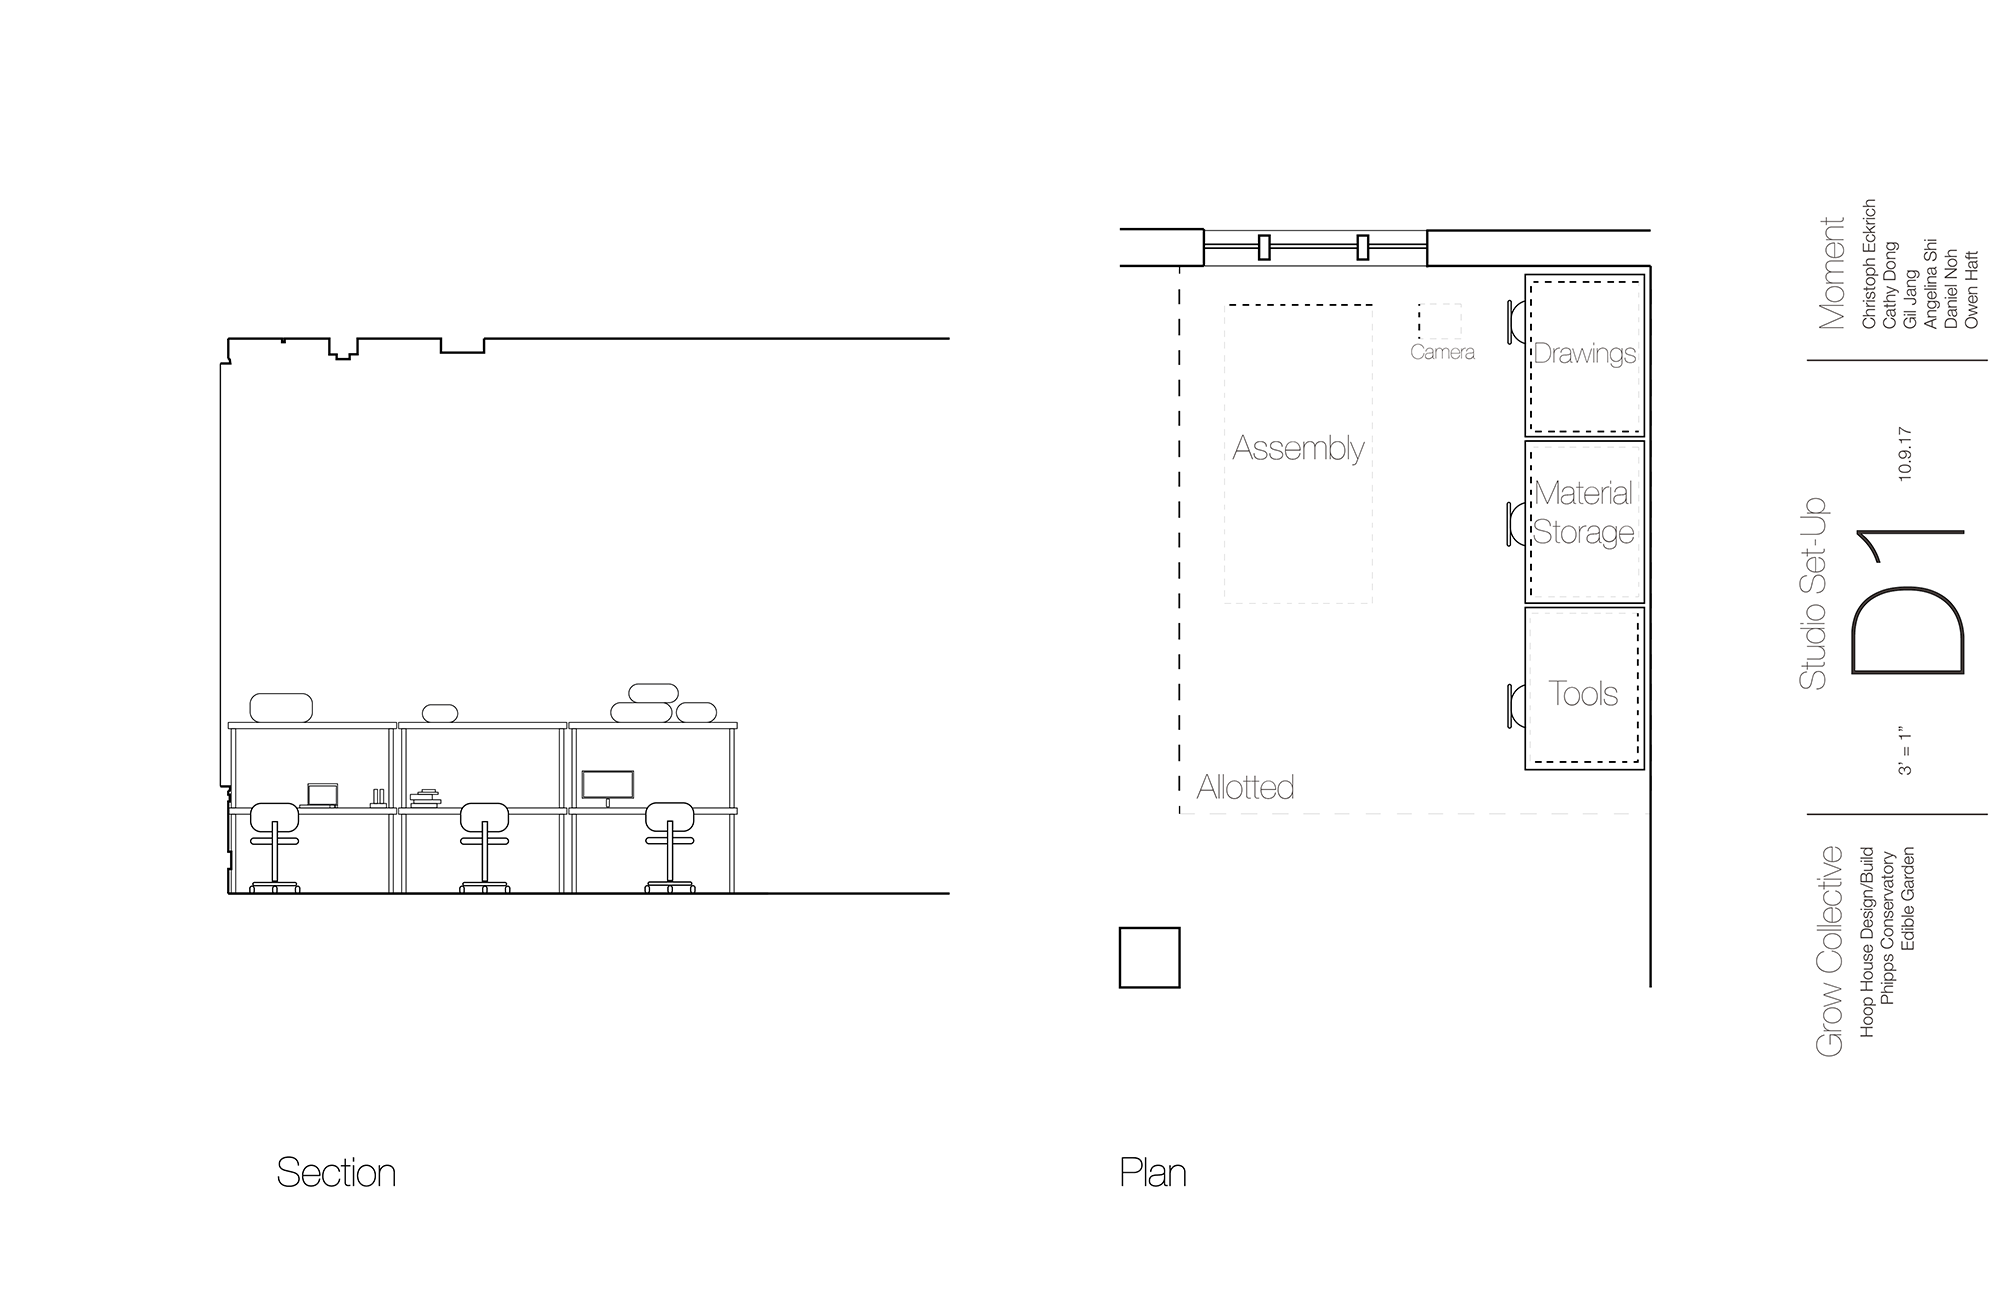 Section
Plan
Assembly
Camera
Drawings
Material
Storage
Tools
Allotted
Moment
Christoph Eckrich
Cathy Dong
Gil Jang
Angelina Shi
Daniel Noh
Owen Haft
Studio Set-Up
D1
10.9.17
3’ = 1”
Grow Collective
Hoop House Design/Build
Phipps Conservatory
Edible Garden